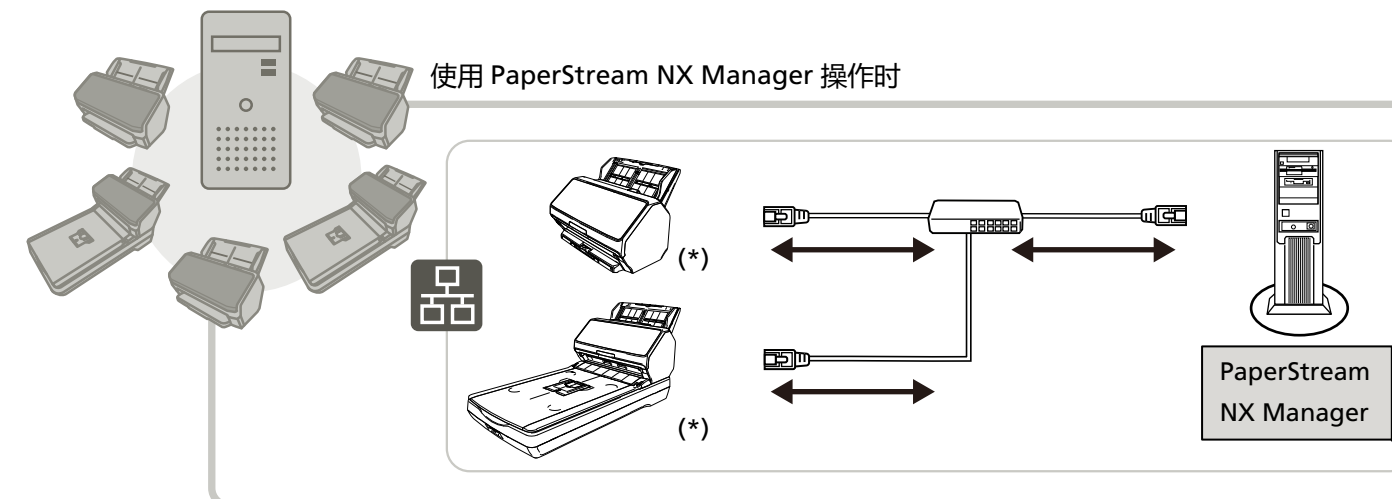 使用 PaperStream NX Manager 操作时
(*)
(*)
PaperStream
NX Manager